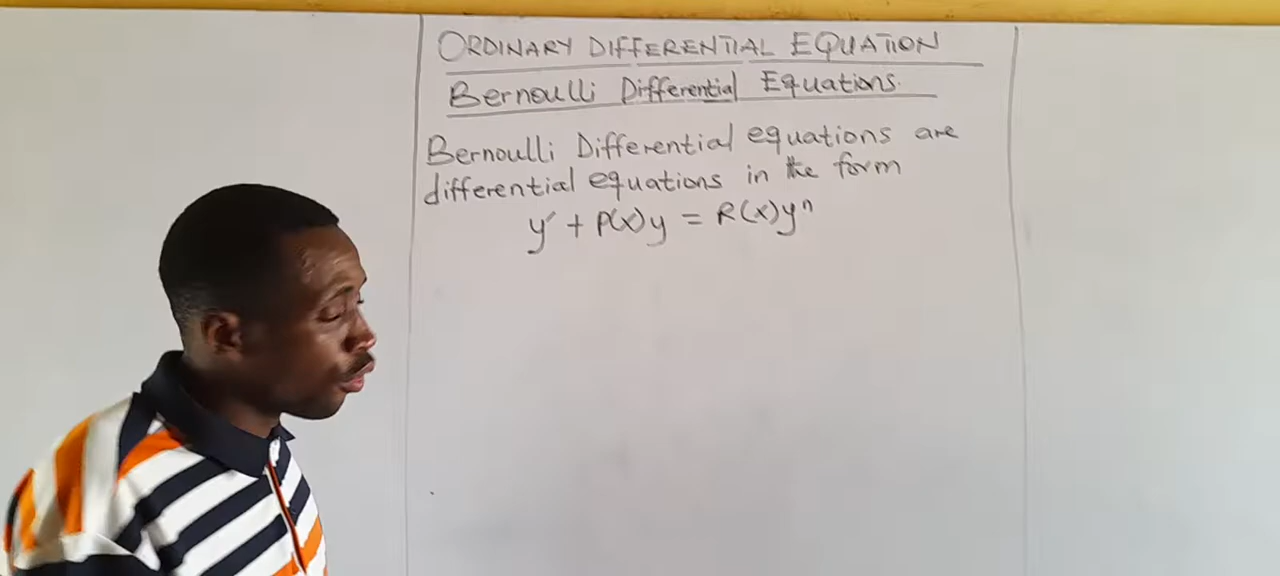 ORDINARY DIFFERENTIAL EQUATION
Bernoulli Differential Equations.
Bernoulli Differential equations are
differential equations in the form
y' + P(x)y = R(x)yⁿ